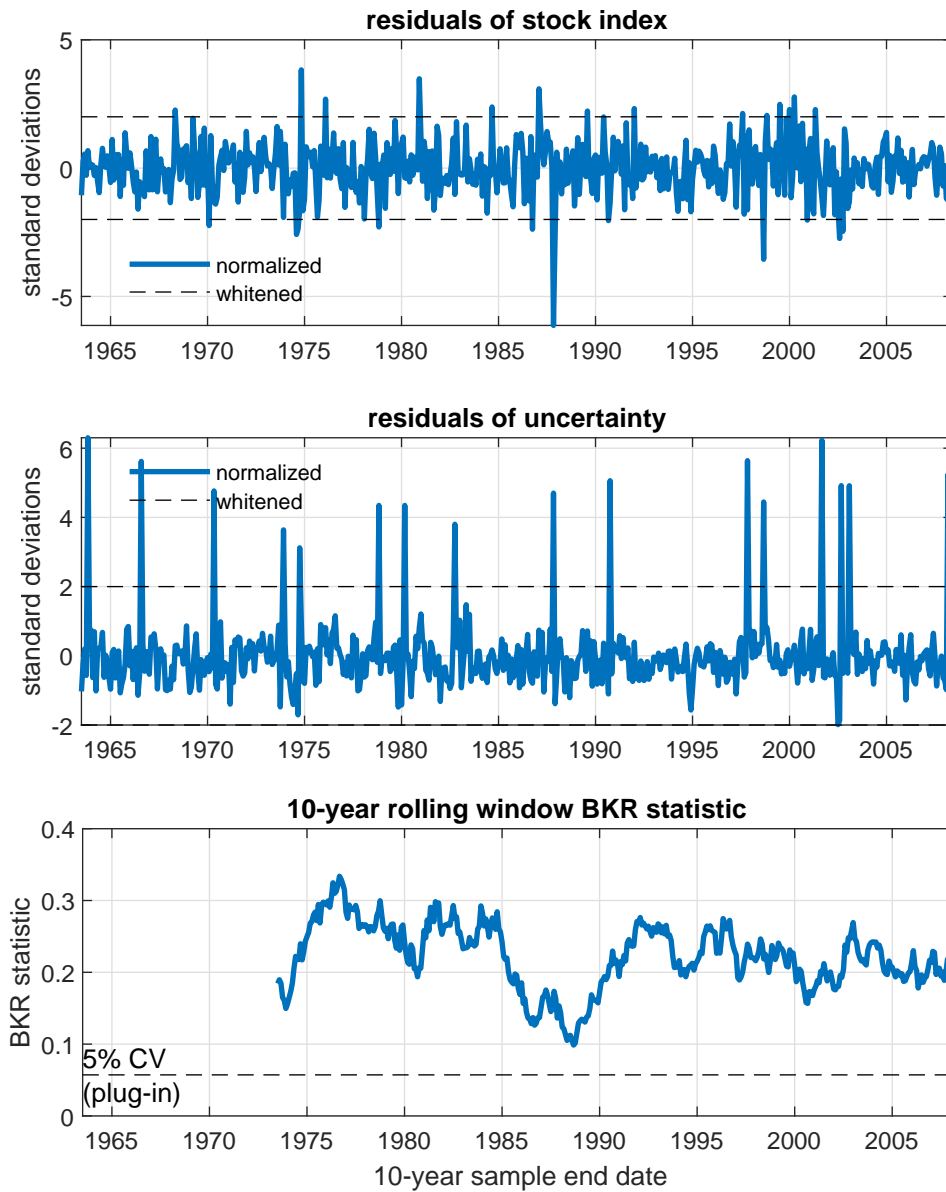 residuals of stock index
5
0
-5
standard deviations
normalized
whitened
1965 1970 1975 1980 1985 1990 1995 2000 2005
residuals of uncertainty
6
4
2
0
-2
standard deviations
normalized
whitened
1965 1970 1975 1980 1985 1990 1995 2000 2005
10-year rolling window BKR statistic
0.4
0.3
0.2
0.1
0
BKR statistic
5% CV
(plug-in)
1965 1970 1975 1980 1985 1990 1995 2000 2005
10-year sample end date